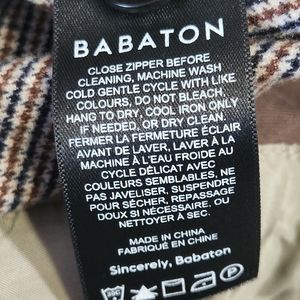 BABATON
CLOSE ZIPPER BEFORE
CLEANING, MACHINE WASH
COLD GENTLE CYCLE WITH LIKE
COLOURS, DO NOT BLEACH,
HANG TO DRY, COOL IRON ONLY
IF NEEDED, OR DRY CLEAN.
FERMER LA FERMETURE ÉCLAIR
AVANT DE LAVER, LAVER À LA
MACHINE À L'EAU FROIDE AU
CYCLE DÉLICAT AVEC DE
COULEURS SEMBLABLES, NE
PAS JAVELISER, SUSPENDRE
POUR SÉCHER, REPASSAGE
DOUX SI NÉCESSAIRE, OU
NETTOYER À SEC.
MADE IN CHINA
FABRIQUÉ EN CHINE
Sincerely, Babaton